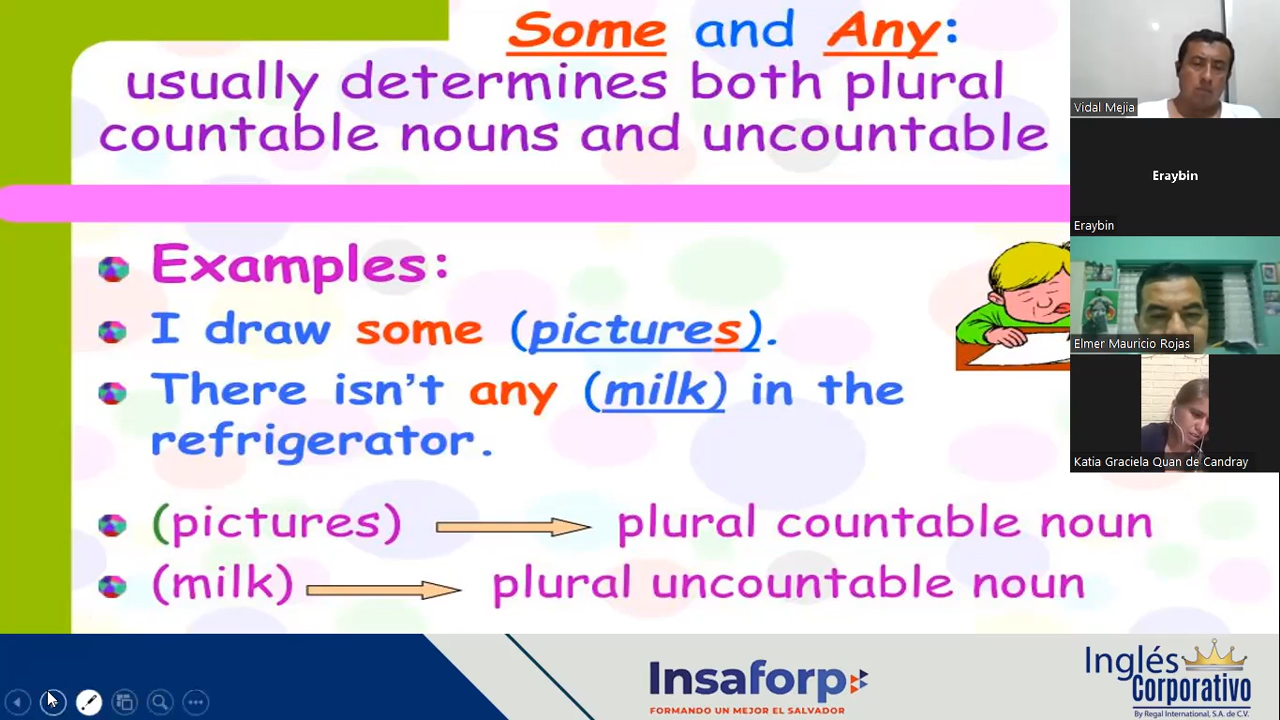 Some and Any:
usually determines both plural
countable nouns and uncountable
Examples:
I draw some (pictures).
There isn't any (milk) in the
refrigerator.
(pictures) plural countable noun
(milk) plural uncountable noun
Vidal Mejia
Eraybin
Eraybin
Elmer Mauricio Rojas
Katia Graciela Quan de Candray
Insaforp
FORMANDO UN MEJOR EL SALVADOR
Inglés
Corporativo
By Regal International, S.A. de C.V.